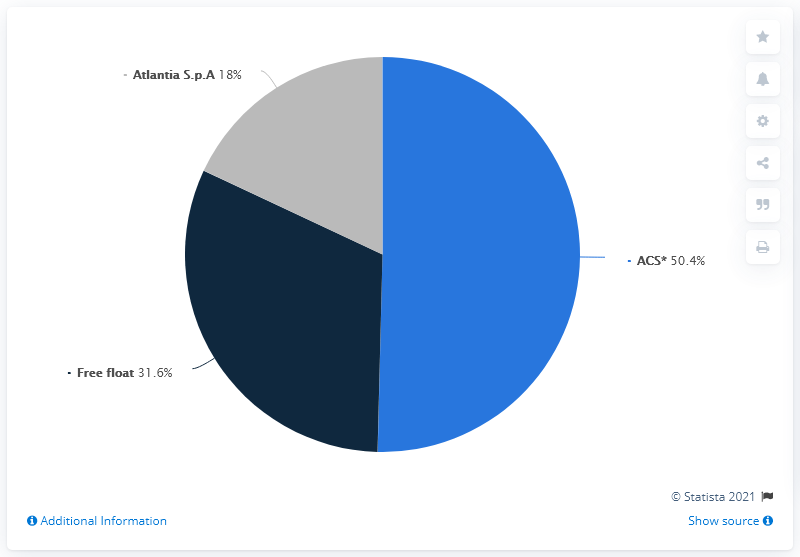 Atlantia S.p.A 18%
ACS* 50.4%
Free float 31.6%
© Statista 2021
Additional Information
Show source